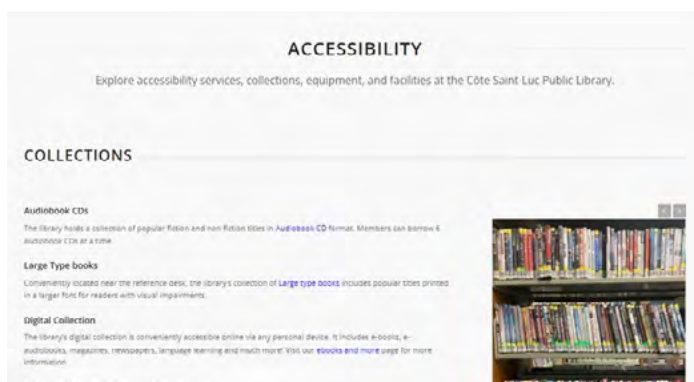 ACCESSIBILITY
Explore accessibility services, collections, equipment, and facilities at the Côte Saint-Luc Public Library.
COLLECTIONS
Audiobook CDs
The library holds a collection of popular fiction and non-fiction titles in Audiobook CD format. Members can borrow 6
audiobook CDs at a time.
Large Type books
Conveniently located near the reference desk, the library's collection of Large type books includes popular titles printed
in a larger font for readers with visual impairments.
Digital Collection
The library's digital collection is conveniently accessible online via any personal device. It includes e-books, e-
audiobooks, magazines, newspapers, language learning and much more! Visit our ebooks and more page for more
information.